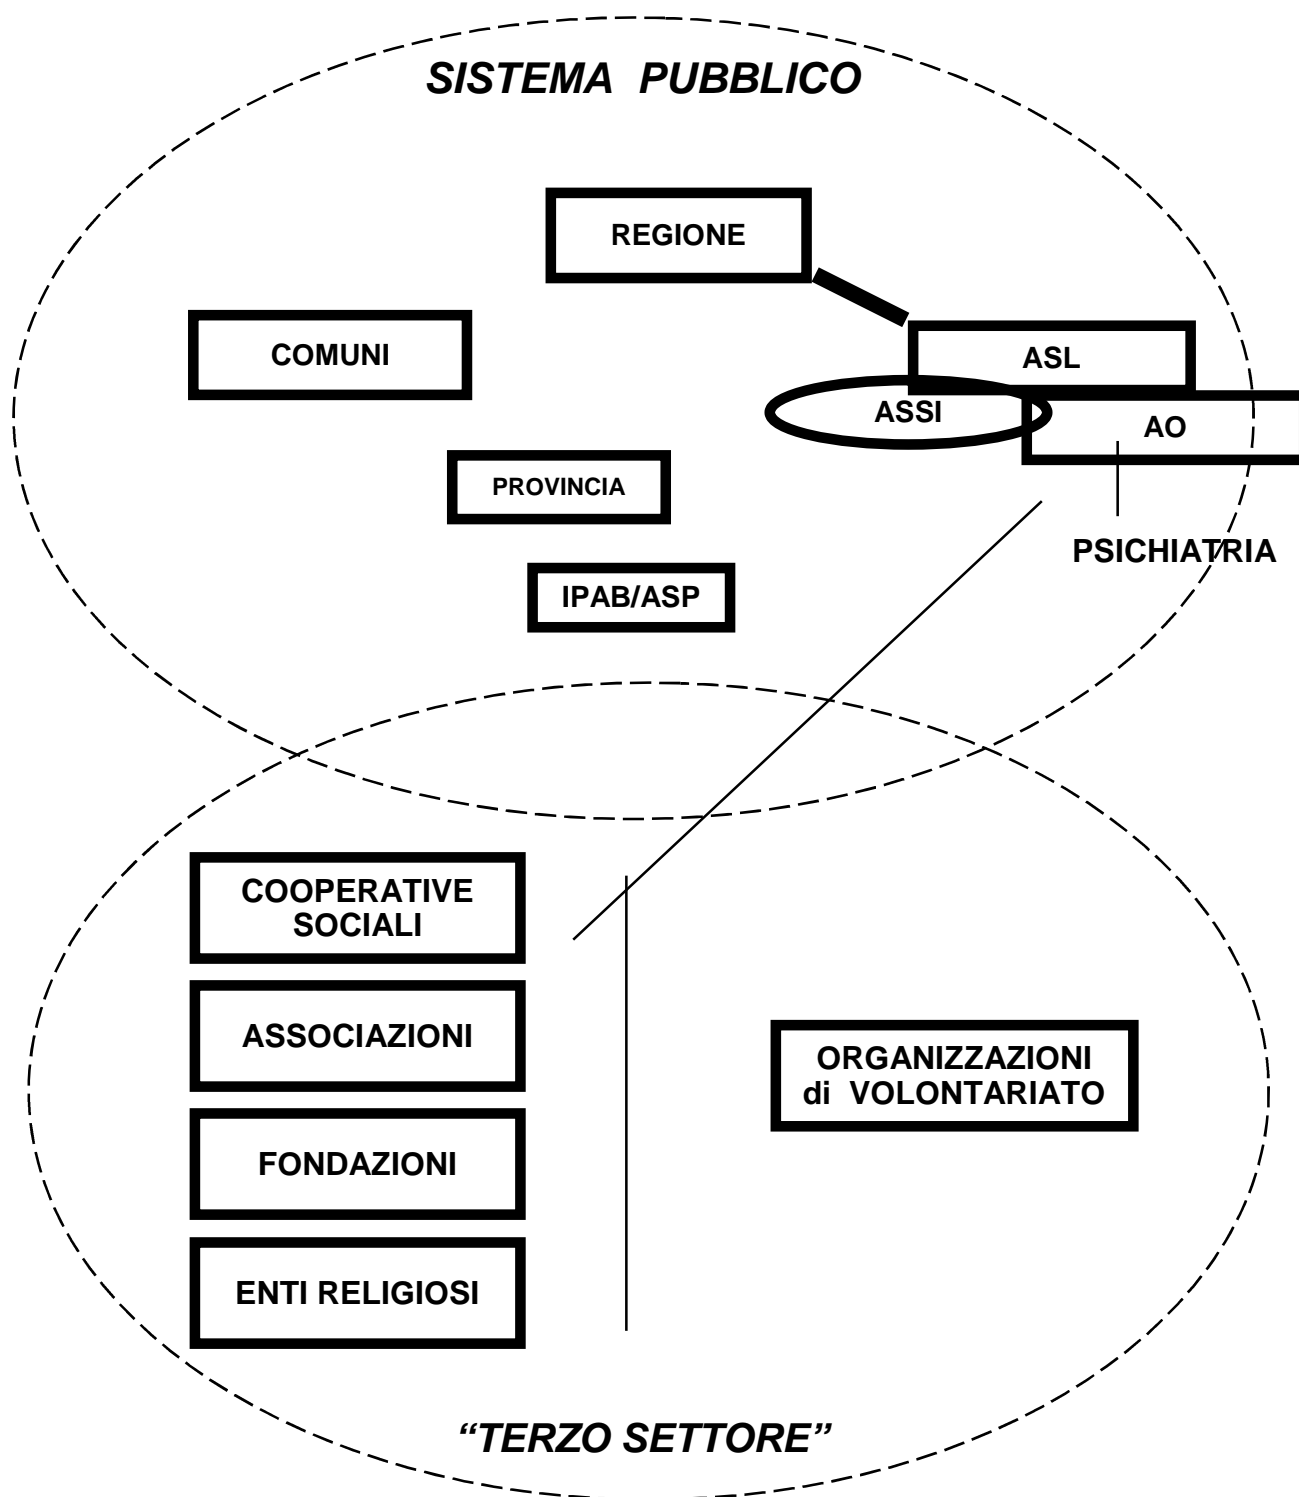 SISTEMA PUBBLICO
REGIONE
COMUNI
ASL
ASSI
AO
PROVINCIA
PSICHIATRIA
IPAB/ASP
COOPERATIVE
SOCIALI
ASSOCIAZIONI
ORGANIZZAZIONI
di VOLONTARIATO
FONDAZIONI
ENTI RELIGIOSI
“TERZO SETTORE”